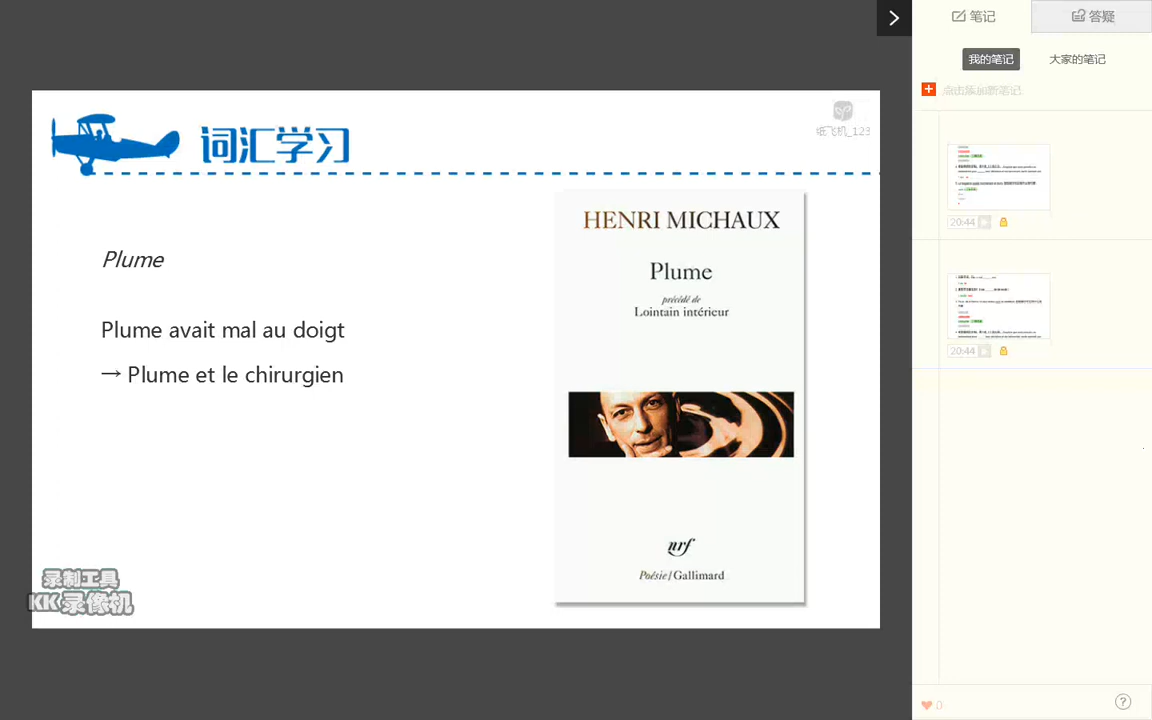 笔记
答疑
我的笔记
大家的笔记
点击添加新笔记
词汇学习
纸飞机_123
Plume
Plume avait mal au doigt
→ Plume et le chirurgien
HENRI MICHAUX
Plume
précédé de
Lointain intérieur
nrf
Poésie/Gallimard
录制工具
KK录像机
20:44
20:44
0